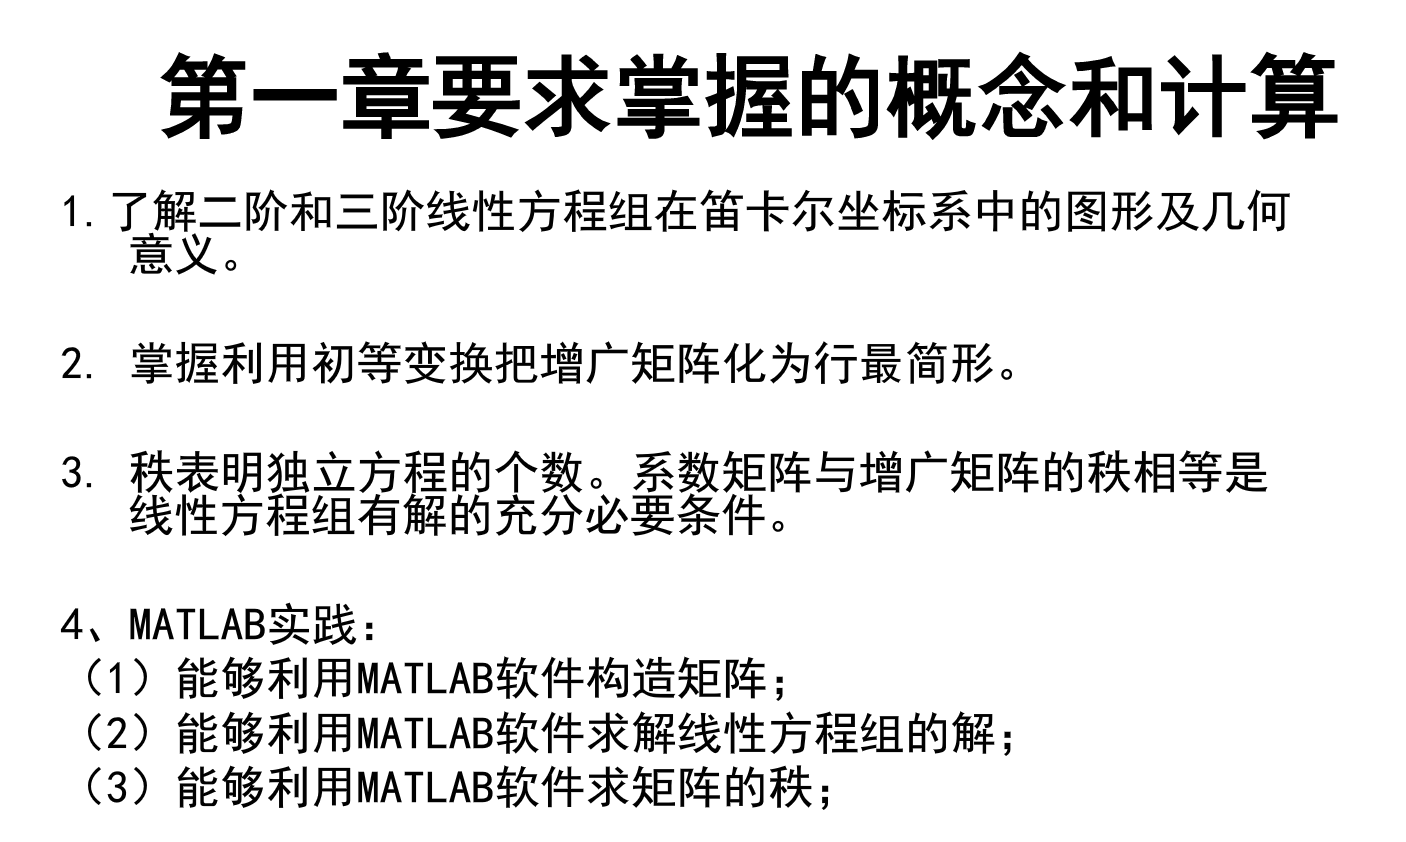 第一章要求掌握的概念和计算
1.了解二阶和三阶线性方程组在笛卡尔坐标系中的图形及几何
意义。
2. 掌握利用初等变换把增广矩阵化为行最简形。
3. 秩表明独立方程的个数。系数矩阵与增广矩阵的秩相等是
线性方程组有解的充分必要条件。
4、MATLAB实践：
（1）能够利用MATLAB软件构造矩阵；
（2）能够利用MATLAB软件求解线性方程组的解；
（3）能够利用MATLAB软件求矩阵的秩；